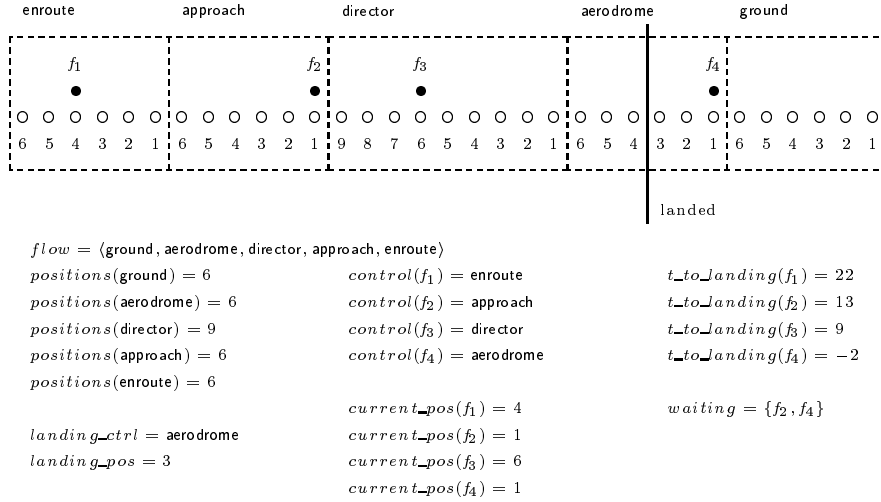 enroute approach director aerodrome ground
f1 f2 f3 f4
6 5 4 3 2 1 6 5 4 3 2 1 9 8 7 6 5 4 3 2 1 6 5 4 3 2 1 6 5 4 3 2 1
landed
flow = ⟨ground, aerodrome, director, approach, enroute⟩
positions(ground) = 6 control(f1) = enroute t_to_landing(f1) = 22
positions(aerodrome) = 6 control(f2) = approach t_to_landing(f2) = 13
positions(director) = 9 control(f3) = director t_to_landing(f3) = 9
positions(approach) = 6 control(f4) = aerodrome t_to_landing(f4) = −2
positions(enroute) = 6
current_pos(f1) = 4 waiting = {f2, f4}
landing_ctrl = aerodrome current_pos(f2) = 1
landing_pos = 3 current_pos(f3) = 6
current_pos(f4) = 1